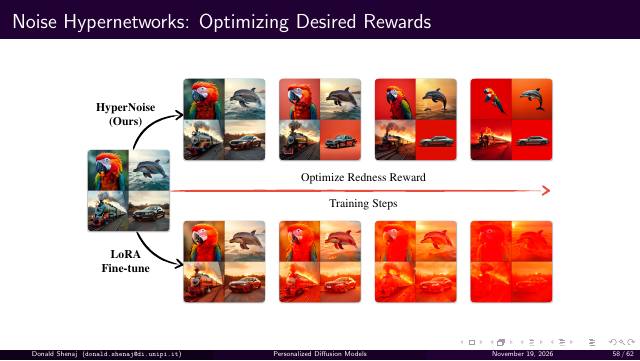 Noise Hypernetworks: Optimizing Desired Rewards
HyperNoise
(Ours)
Optimize Redness Reward
Training Steps
LoRA
Fine-tune
Donald Shenaj (donald.shenaj@di.unipi.it)
Personalized Diffusion Models
November 19, 2026
58 / 62